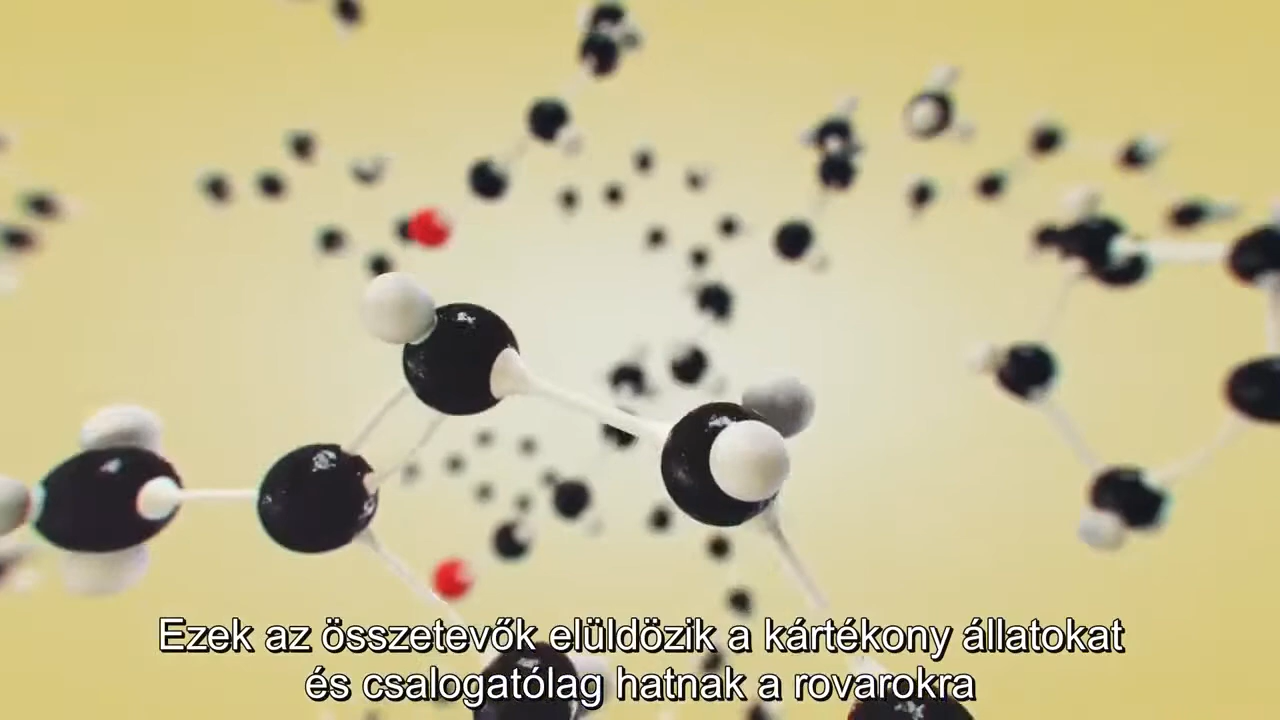 Ezek az összetevők elüldözik a kártékony állatokat
és csalogatólag hatnak a rovarokra